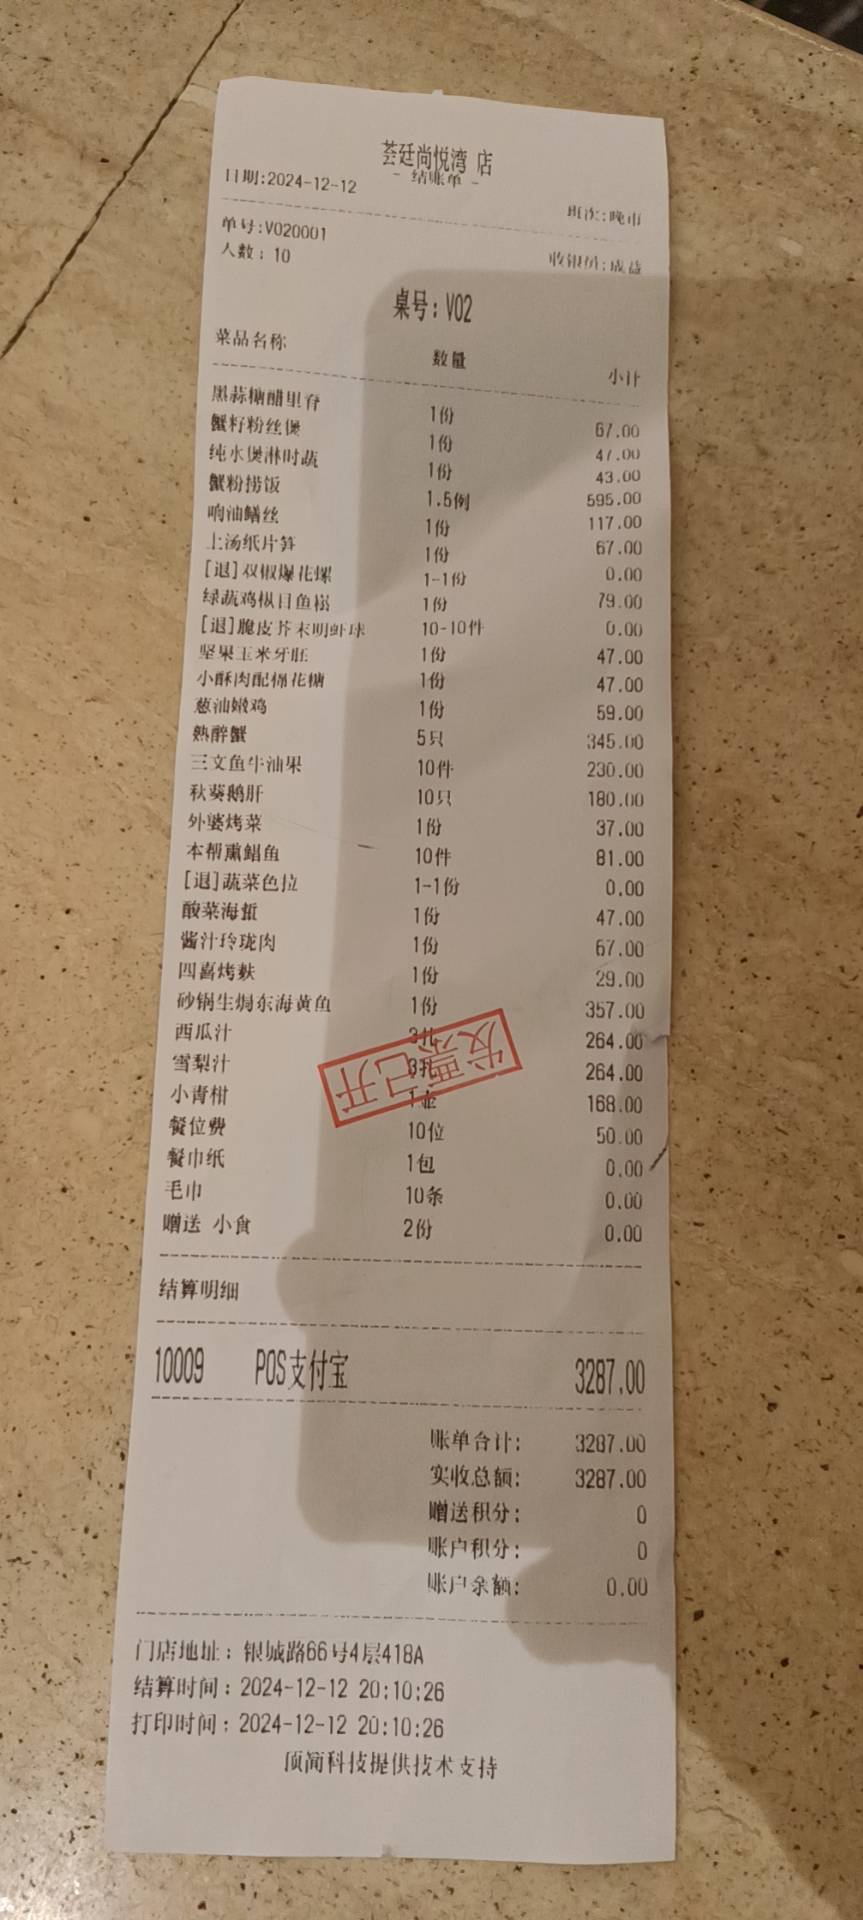 荟廷尚悦湾 店
- 结账单 -
日期:2024-12-12 班次:晚市
单号:V020001
人数: 10 收银员:成益
桌号: V02
菜品名称 数量 小计
黑蒜糖醋里脊 1份 67.00
蟹籽粉丝煲 1份 47.00
纯水煲淋时蔬 1份 43.00
蟹粉捞饭 1.5例 595.00
响油鳝丝 1份 117.00
上汤纸片笋 1份 67.00
[退]双椒爆花螺 1-1份 0.00
绿蔬鸡枞目鱼崧 1份 79.00
[退]脆皮芥末明虾球 10-10件 0.00
坚果玉米牙 1份 47.00
小酥肉配棉花糖 1份 47.00
葱油嫩鸡 1份 59.00
熟醉蟹 5只 345.00
三文鱼牛油果 10件 230.00
秋葵鹅肝 10只 180.00
外婆烤菜 1份 37.00
本帮熏鲳鱼 10件 81.00
[退]蔬菜色拉 1-1份 0.00
酸菜海蜇 1份 47.00
酱汁玲珑肉 1份 67.00
四喜烤麸 1份 29.00
砂锅生焗东海黄鱼 1份 357.00
西瓜汁 3扎 264.00
雪梨汁 3扎 264.00
小青柑 1壶 168.00
发票已开
餐位费 10位 50.00
餐巾纸 1包 0.00
毛巾 10条 0.00
赠送 小食 2份 0.00
结算明细
10009 POS支付宝 3287.00
账单合计: 3287.00
实收总额: 3287.00
赠送积分: 0
账户积分: 0
账户余额: 0.00
门店地址: 银城路66号4层418A
结算时间: 2024-12-12 20:10:26
打印时间: 2024-12-12 20:10:26
顶简科技提供技术支持